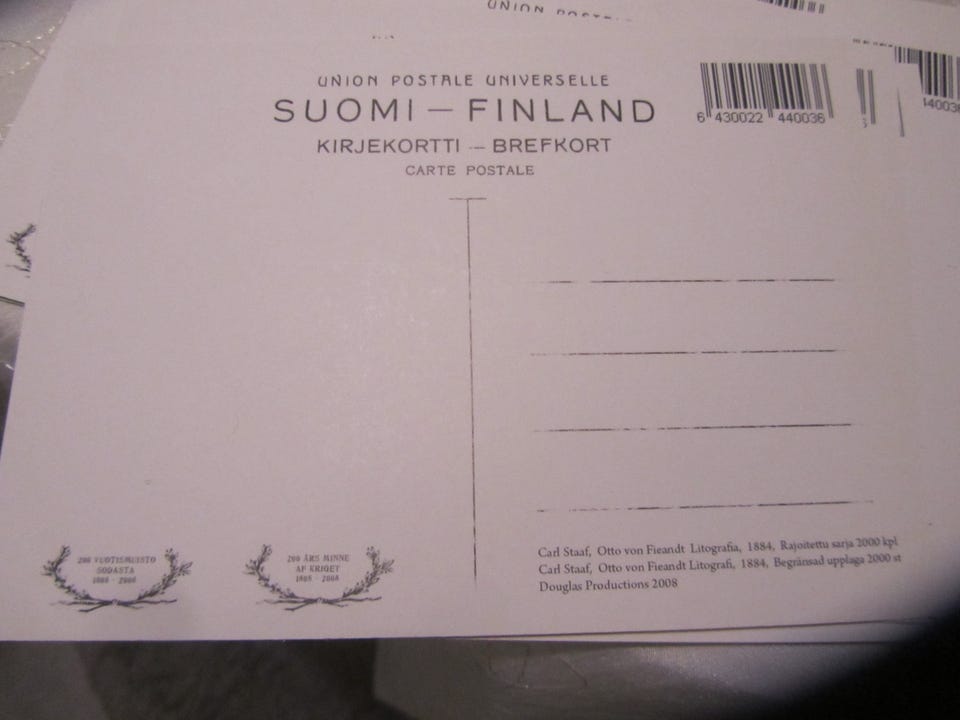 UNION POSTALE UNIVERSELLE
SUOMI — FINLAND
KIRJEKORTTI — BREFKORT
CARTE POSTALE
6 430022 440036
200 VUOTISMUISTO
SODASTA
1808 - 2008
200 ÅRS MINNE
AF KRIGET
1808 - 2008
Carl Staaf, Otto von Fieandt Litografia, 1884, Rajoitettu sarja 2000 kpl
Carl Staaf, Otto von Fieandt Litografi, 1884, Begränsad upplaga 2000 st
Douglas Productions 2008